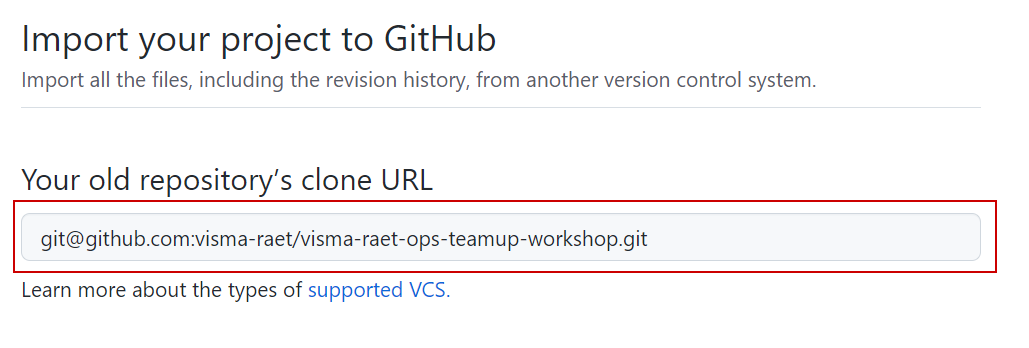 Import your project to GitHub
Import all the files, including the revision history, from another version control system.
Your old repository’s clone URL
git@github.com:visma-raet/visma-raet-ops-teamup-workshop.git
Learn more about the types of supported VCS.